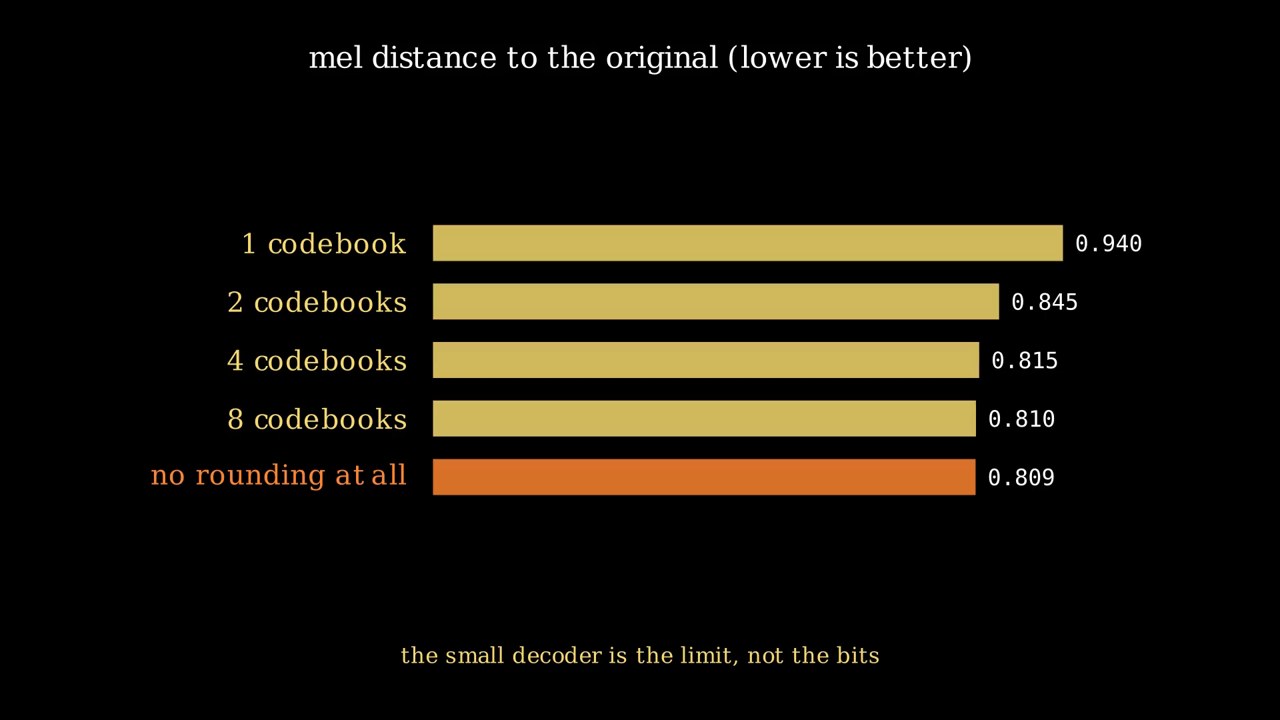 mel distance to the original (lower is better)
1 codebook 0.940
2 codebooks 0.845
4 codebooks 0.815
8 codebooks 0.810
no rounding at all 0.809
the small decoder is the limit, not the bits